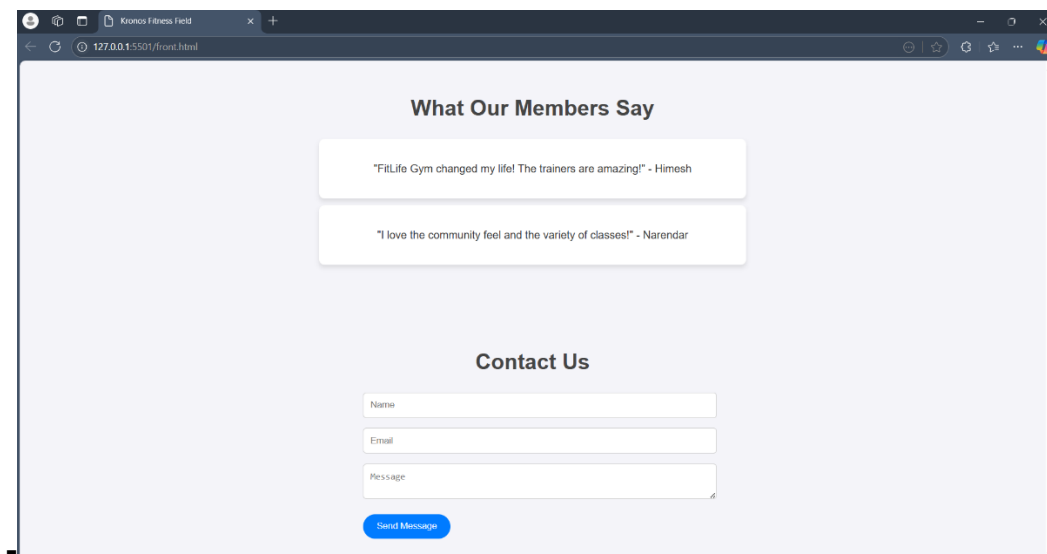 Kronos Fitness Field
127.0.0.1:5501/front.html
What Our Members Say
"FitLife Gym changed my life! The trainers are amazing!" - Himesh
"I love the community feel and the variety of classes!" - Narendar
Contact Us
Name
Email
Message
Send Message